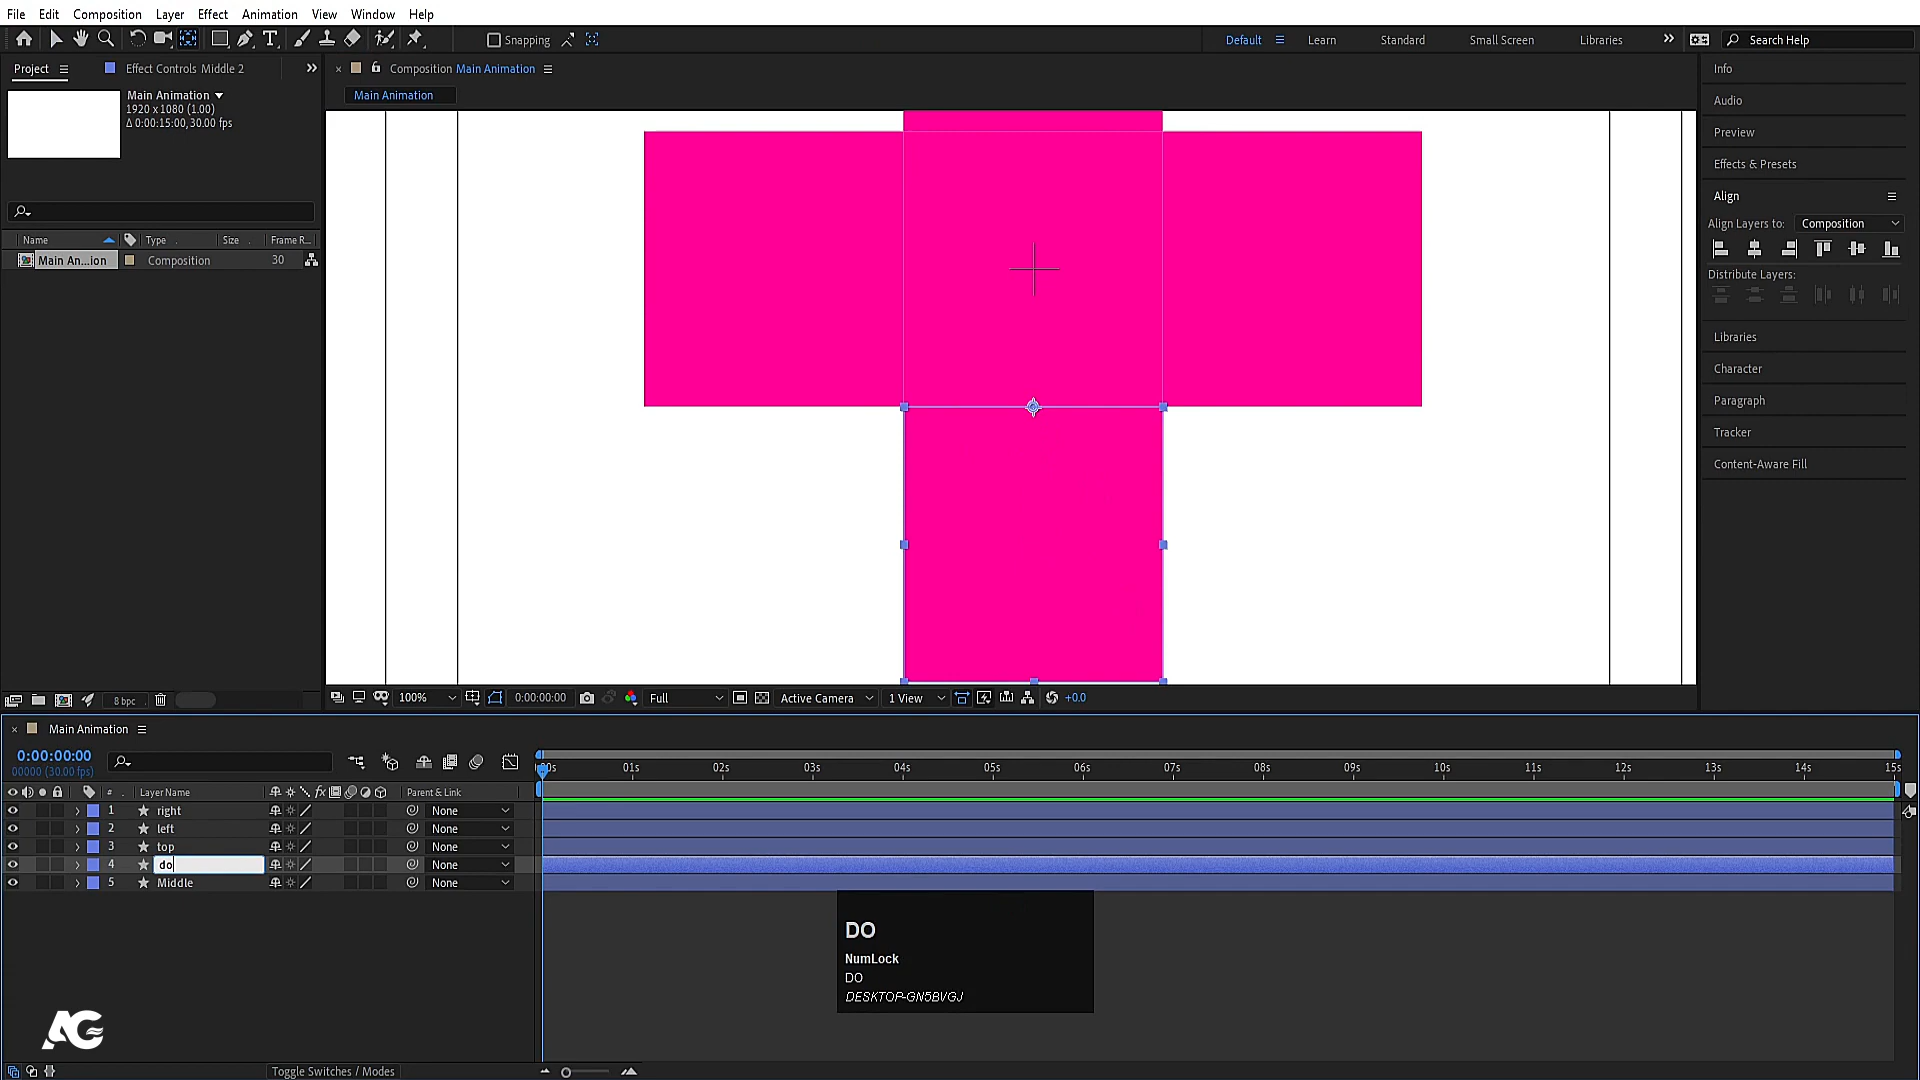 File Edit Composition Layer Effect Animation View Window Help
Snapping Default Learn Standard Small Screen Libraries Search Help
Project Effect Controls Middle 2 Composition Main Animation Info
Main Animation
1920 x 1080 (1.00)
Δ 0:00:15:00, 30.00 fps
Main Animation
Audio
Preview
Effects & Presets
Align
Align Layers to: Composition
Distribute Layers:
Libraries
Character
Paragraph
Tracker
Content-Aware Fill
Name Type Size Frame R...
Main An...ion Composition 30
8 bpc 100% 0:00:00:00 Full Active Camera 1 View +0.0
Main Animation
0:00:00:00
00000 (30.00 fps)
01s 02s 03s 04s 05s 06s 07s 08s 09s 10s 11s 12s 13s 14s 15s
# Layer Name fx Parent & Link
1 right None
2 left None
3 top None
4 do None
5 Middle None
DO
NumLock
DO
DESKTOP-GN5BVGJ
AG
Toggle Switches / Modes